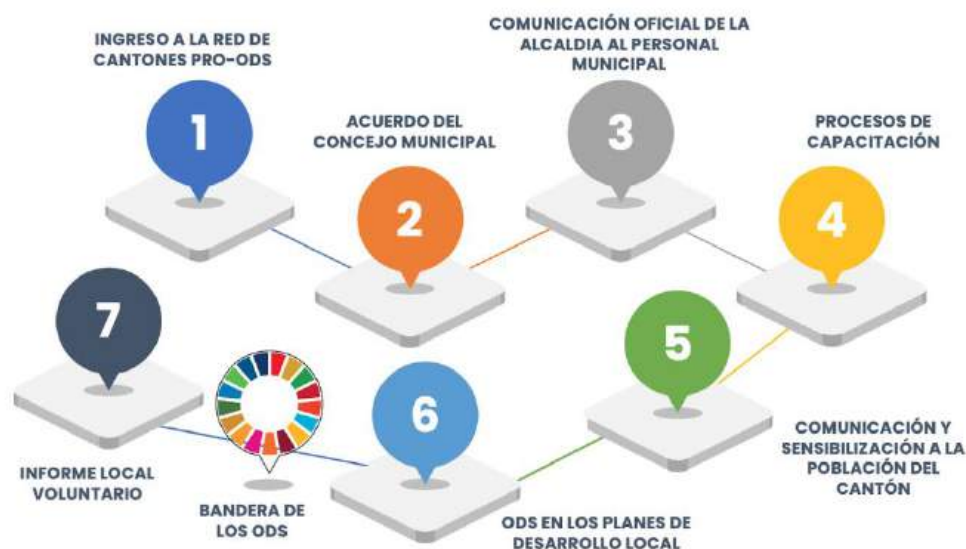 INGRESO A LA RED DE
CANTONES PRO-ODS
1
ACUERDO DEL
CONCEJO MUNICIPAL
2
COMUNICACIÓN OFICIAL DE LA
ALCALDIA AL PERSONAL
MUNICIPAL
3
PROCESOS DE
CAPACITACIÓN
4
5
COMUNICACIÓN Y
SENSIBILIZACIÓN A LA
POBLACIÓN DEL
CANTÓN
6
ODS EN LOS PLANES DE
DESARROLLO LOCAL
BANDERA DE
LOS ODS
7
INFORME LOCAL
VOLUNTARIO